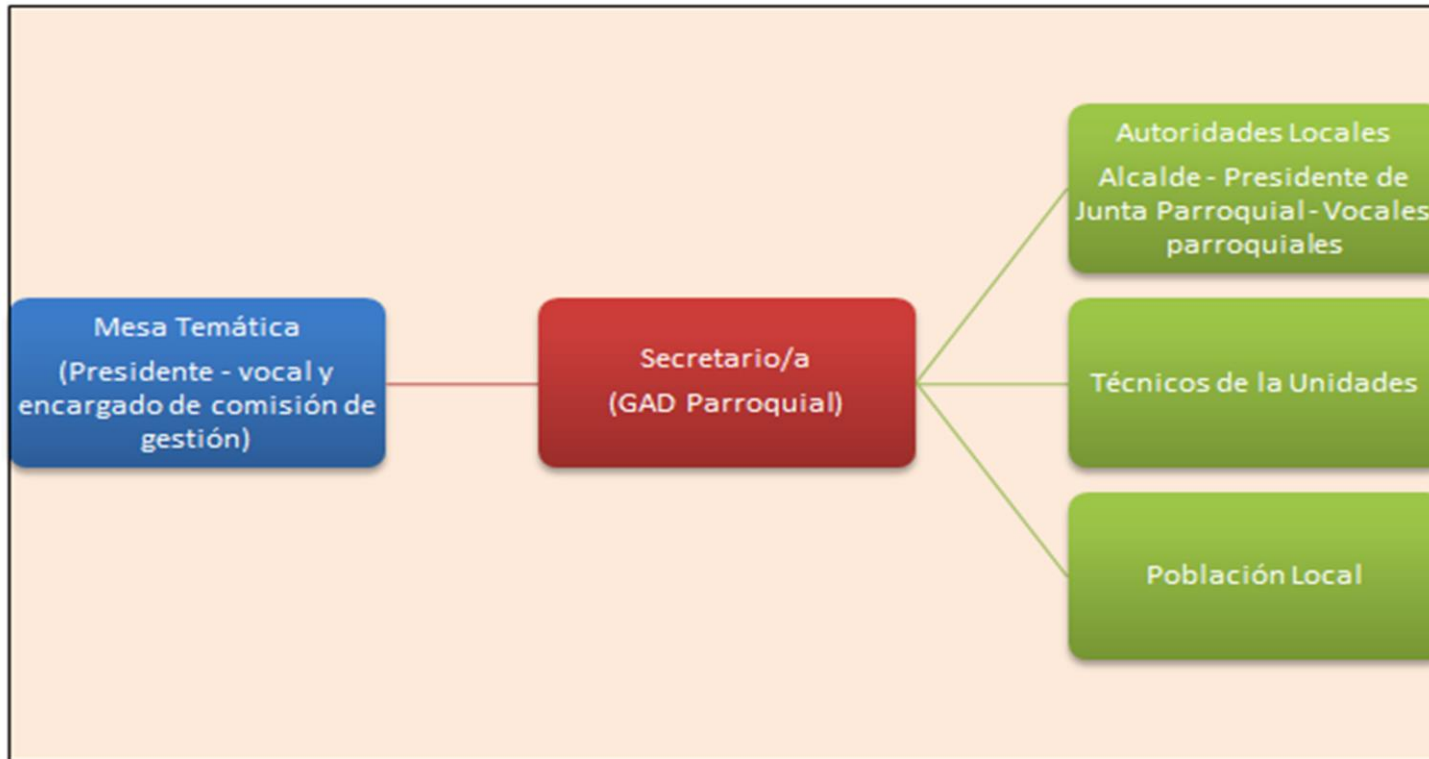 Mesa Temática
(Presidente - vocal y
encargado de comisión de
gestión)
Secretario/a
(GAD Parroquial)
Autoridades Locales
Alcalde - Presidente de
Junta Parroquial - Vocales
parroquiales
Técnicos de la Unidades
Población Local